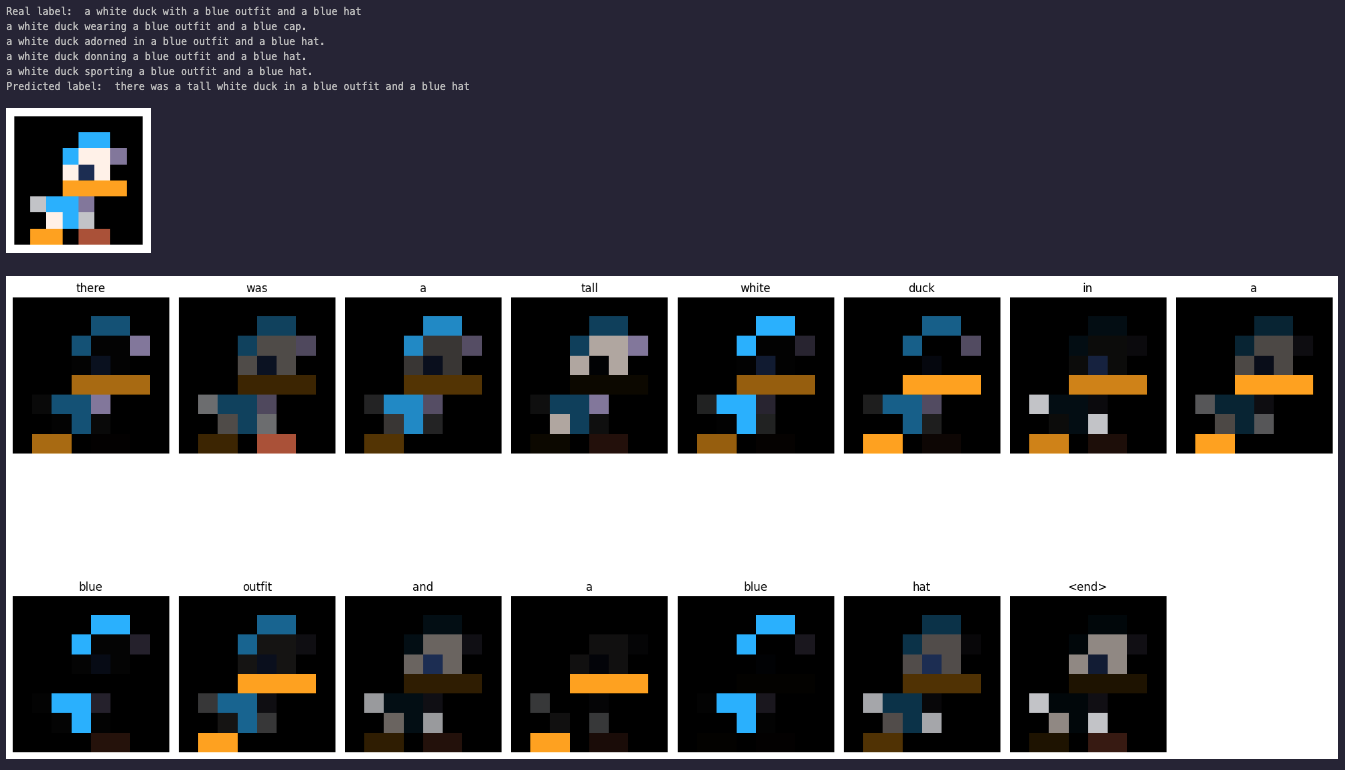 Real label:  a white duck with a blue outfit and a blue hat
a white duck wearing a blue outfit and a blue cap.
a white duck adorned in a blue outfit and a blue hat.
a white duck donning a blue outfit and a blue hat.
a white duck sporting a blue outfit and a blue hat.
Predicted label:  there was a tall white duck in a blue outfit and a blue hat
there was a tall white duck in a
blue outfit and a blue hat <end>